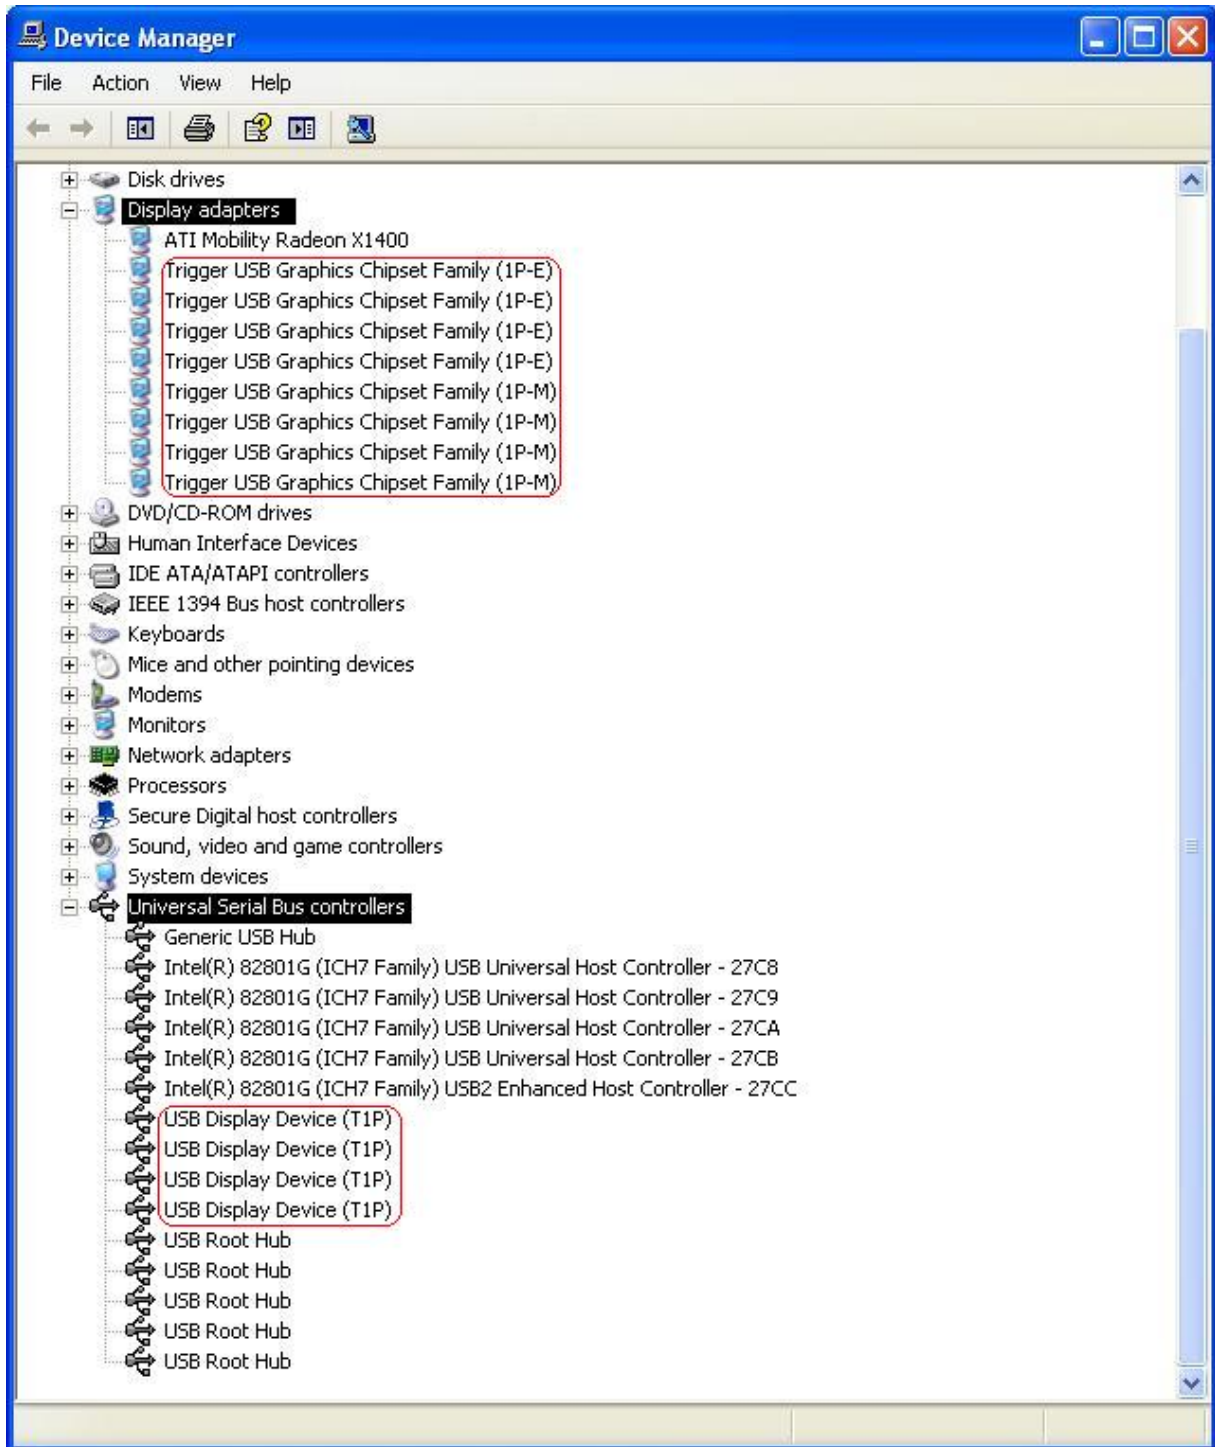 Device Manager
File Action View Help
Disk drives
Display adapters
ATI Mobility Radeon X1400
Trigger USB Graphics Chipset Family (1P-E)
Trigger USB Graphics Chipset Family (1P-E)
Trigger USB Graphics Chipset Family (1P-E)
Trigger USB Graphics Chipset Family (1P-E)
Trigger USB Graphics Chipset Family (1P-M)
Trigger USB Graphics Chipset Family (1P-M)
Trigger USB Graphics Chipset Family (1P-M)
Trigger USB Graphics Chipset Family (1P-M)
DVD/CD-ROM drives
Human Interface Devices
IDE ATA/ATAPI controllers
IEEE 1394 Bus host controllers
Keyboards
Mice and other pointing devices
Modems
Monitors
Network adapters
Processors
Secure Digital host controllers
Sound, video and game controllers
System devices
Universal Serial Bus controllers
Generic USB Hub
Intel(R) 82801G (ICH7 Family) USB Universal Host Controller - 27C8
Intel(R) 82801G (ICH7 Family) USB Universal Host Controller - 27C9
Intel(R) 82801G (ICH7 Family) USB Universal Host Controller - 27CA
Intel(R) 82801G (ICH7 Family) USB Universal Host Controller - 27CB
Intel(R) 82801G (ICH7 Family) USB2 Enhanced Host Controller - 27CC
USB Display Device (T1P)
USB Display Device (T1P)
USB Display Device (T1P)
USB Display Device (T1P)
USB Root Hub
USB Root Hub
USB Root Hub
USB Root Hub
USB Root Hub